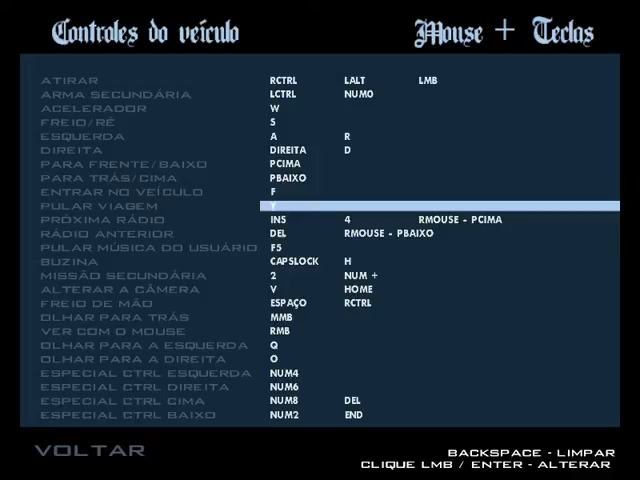 Controles do veículo Mouse + Teclas
ATIRAR RCTRL LALT LMB
ARMA SECUNDÁRIA LCTRL NUM0
ACELERADOR W
FREIO/RÉ S
ESQUERDA A R
DIREITA DIREITA D
PARA FRENTE/BAIXO PCIMA
PARA TRÁS/CIMA PBAIXO
ENTRAR NO VEÍCULO F
PULAR VIAGEM Y
PRÓXIMA RÁDIO INS 4 RMOUSE - PCIMA
RÁDIO ANTERIOR DEL RMOUSE - PBAIXO
PULAR MÚSICA DO USUÁRIO F5
BUZINA CAPSLOCK H
MISSÃO SECUNDÁRIA 2 NUM +
ALTERAR A CÂMERA V HOME
FREIO DE MÃO ESPAÇO RCTRL
OLHAR PARA TRÁS MMB
VER COM O MOUSE RMB
OLHAR PARA A ESQUERDA Q
OLHAR PARA A DIREITA O
ESPECIAL CTRL ESQUERDA NUM4
ESPECIAL CTRL DIREITA NUM6
ESPECIAL CTRL CIMA NUM8 DEL
ESPECIAL CTRL BAIXO NUM2 END
VOLTAR
BACKSPACE - LIMPAR
CLIQUE LMB / ENTER - ALTERAR